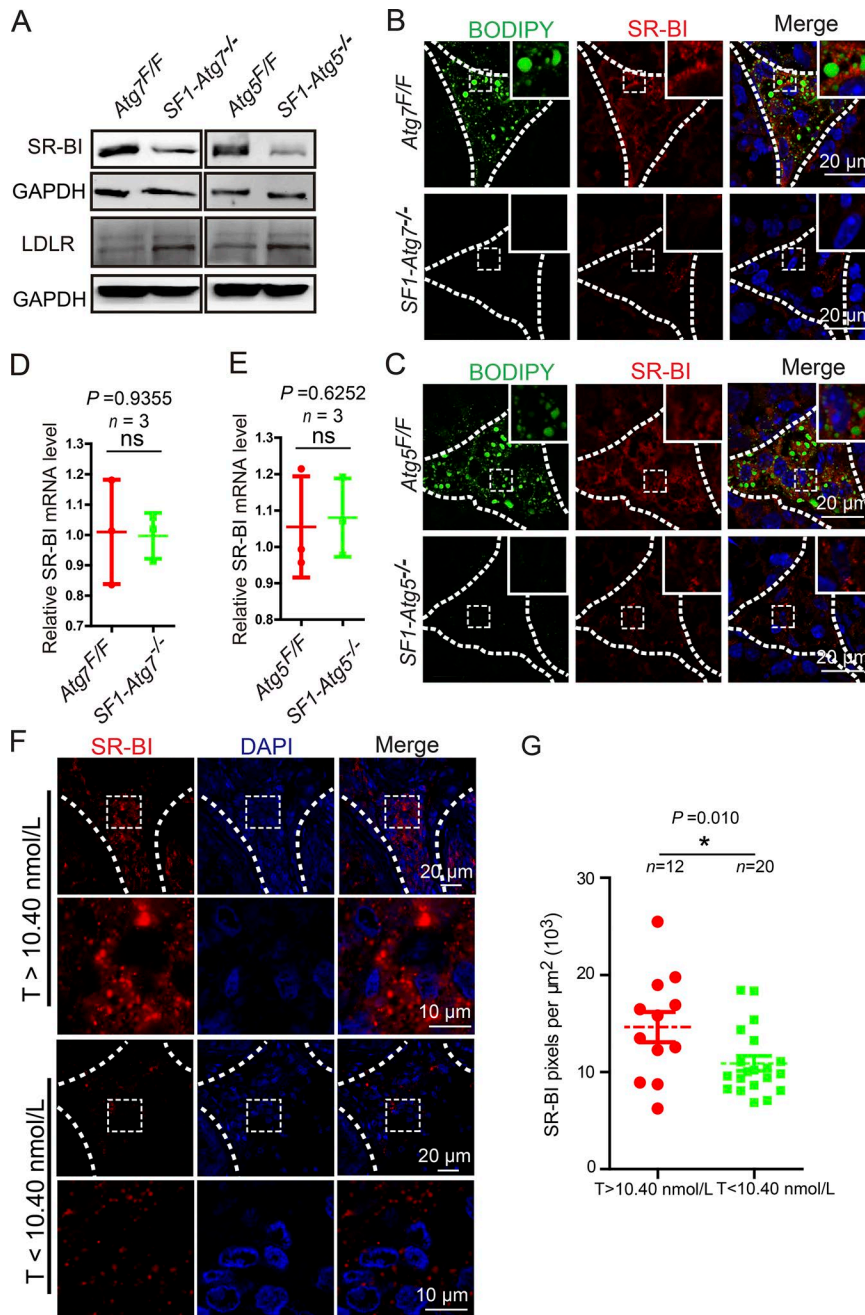 A
Atg7F/F SF1-Atg7-/- Atg5F/F SF1-Atg5-/-
SR-BI
GAPDH
LDLR
GAPDH
B
BODIPY SR-BI Merge
Atg7F/F
20 µm
SF1-Atg7-/-
20 µm
C
BODIPY SR-BI Merge
Atg5F/F
20 µm
SF1-Atg5-/-
20 µm
D
P =0.9355
n = 3
ns
Relative SR-BI mRNA level
1.3
1.2
1.1
1.0
0.9
0.8
0.7
Atg7F/F
SF1-Atg7-/-
E
P =0.6252
n = 3
ns
Relative SR-BI mRNA level
1.3
1.2
1.1
1.0
0.9
0.8
Atg5F/F
SF1-Atg5-/-
F
SR-BI DAPI Merge
T > 10.40 nmol/L
20 µm
10 µm
T < 10.40 nmol/L
20 µm
10 µm
G
P =0.010
*
n=12 n=20
SR-BI pixels per µm² (10³)
30
20
10
0
T>10.40 nmol/L T<10.40 nmol/L